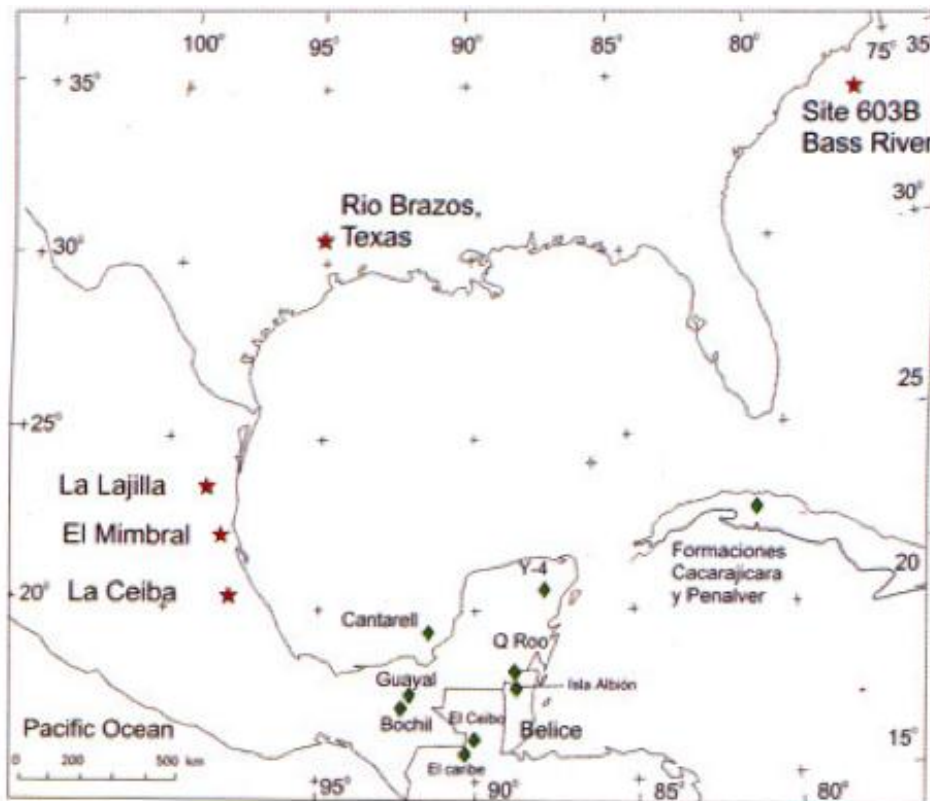 100° 95° 90° 85° 80° 75° 35°
35°
Site 603B
Bass River
Rio Brazos,
Texas
30°
30°
25
25°
La Lajilla
El Mimbral
La Ceiba
20°
Formaciones
Cacarajicara
y Penalver
20
Y-4
Cantarell
Q Roo
Isla Albión
Guayal
Bochil
El Ceibo
Belice
El caribe
Pacific Ocean
15°
0 200 500 km
95° 90° 85° 80°